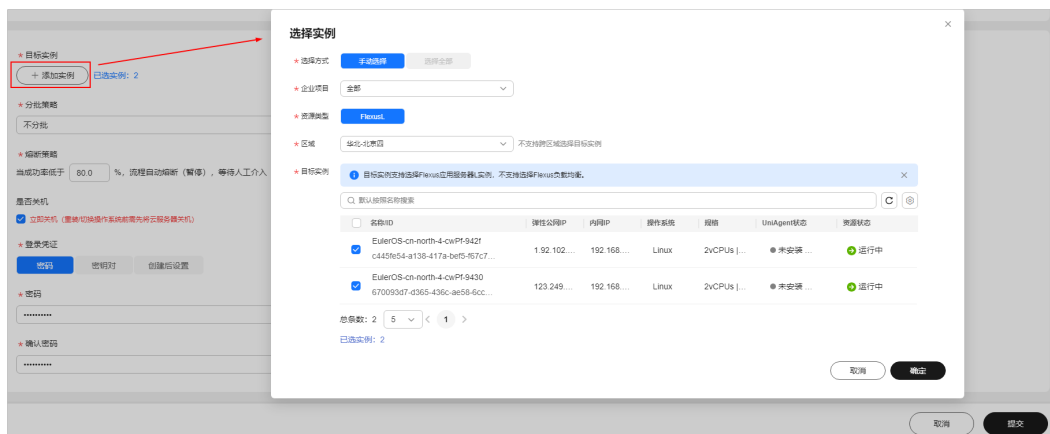 选择实例
* 目标实例
+ 添加实例 已选实例：2
* 分批策略
不分批
* 熔断策略
当成功率低于 80.0 %，流程自动熔断（暂停），等待人工介入
是否关机
立即关机（重装/切换操作系统前需先将云服务器关机）
* 登录凭证
密码 密钥对 创建后设置
* 密码
··········
* 确认密码
··········
* 选择方式 手动选择 选择全部
* 企业项目 全部
* 资源类型 FlexusL
* 区域 华北-北京四 不支持跨区域选择目标实例
* 目标实例 目标实例支持选择Flexus应用服务器L实例，不支持选择Flexus负载均衡。
默认按照名称搜索
名称/ID 弹性公网IP 内网IP 操作系统 规格 UniAgent状态 资源状态
EulerOS-cn-north-4-cwPf-942f
c445fe54-a138-417a-bef5-f67c7... 1.92.102.... 192.168.... Linux 2vCPUs |... 未安装 ... 运行中
EulerOS-cn-north-4-cwPf-9430
670093d7-d365-436c-ae58-6cc... 123.249.... 192.168.... Linux 2vCPUs |... 未安装 ... 运行中
总条数：2 5 < 1 >
已选实例：2
取消 确定
取消 提交